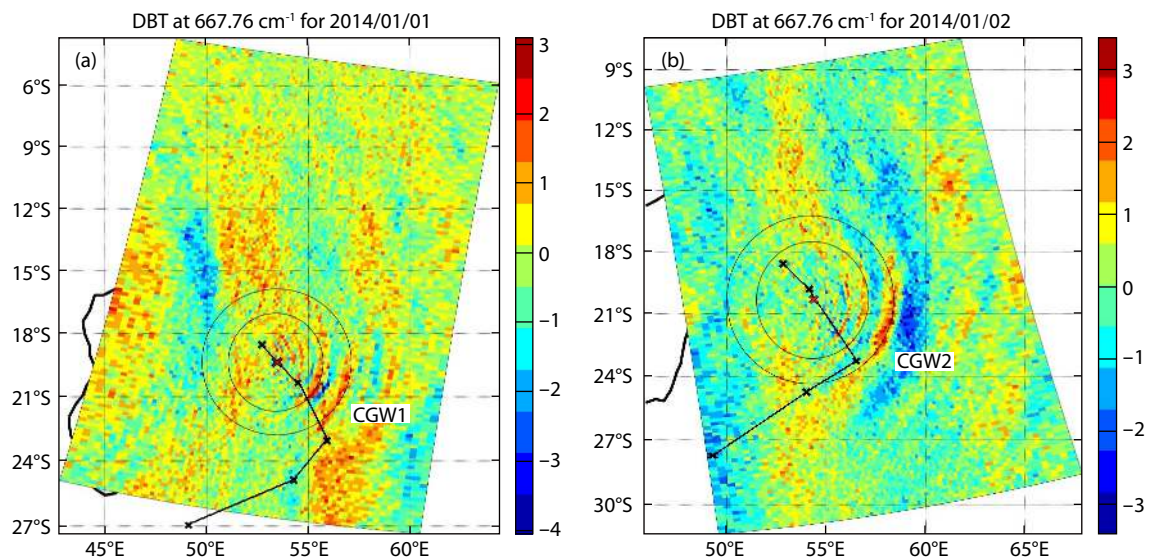 DBT at 667.76 cm⁻¹ for 2014/01/01
(a)
6°S
9°S
12°S
15°S
18°S
21°S
24°S
27°S
45°E 50°E 55°E 60°E
CGW1
3
2
1
0
−1
−2
−3
−4
DBT at 667.76 cm⁻¹ for 2014/01/02
(b)
9°S
12°S
15°S
18°S
21°S
24°S
27°S
30°S
50°E 55°E 60°E 65°E
CGW2
3
2
1
0
−1
−2
−3